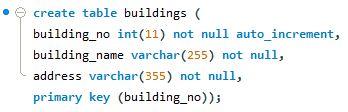 create table buildings (
building_no int(11) not null auto_increment,
building_name varchar(255) not null,
address varchar(355) not null,
primary key (building_no));